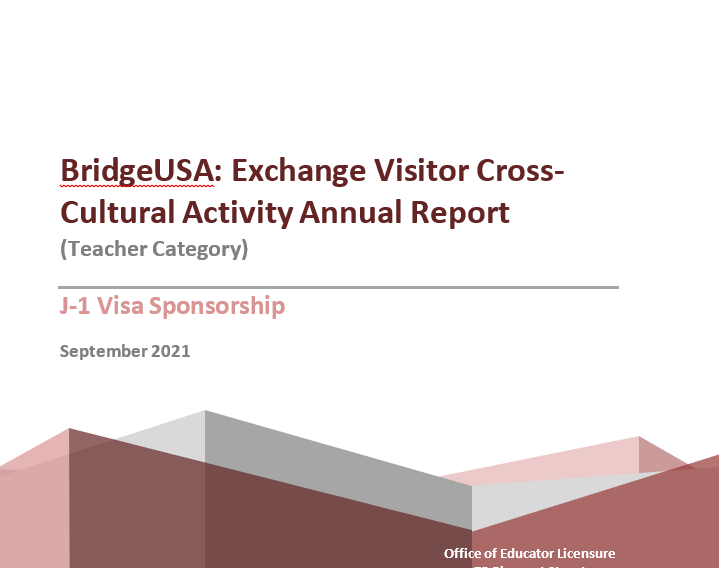 BridgeUSA: Exchange Visitor Cross-
Cultural Activity Annual Report
(Teacher Category)
J-1 Visa Sponsorship
September 2021
Office of Educator Licensure